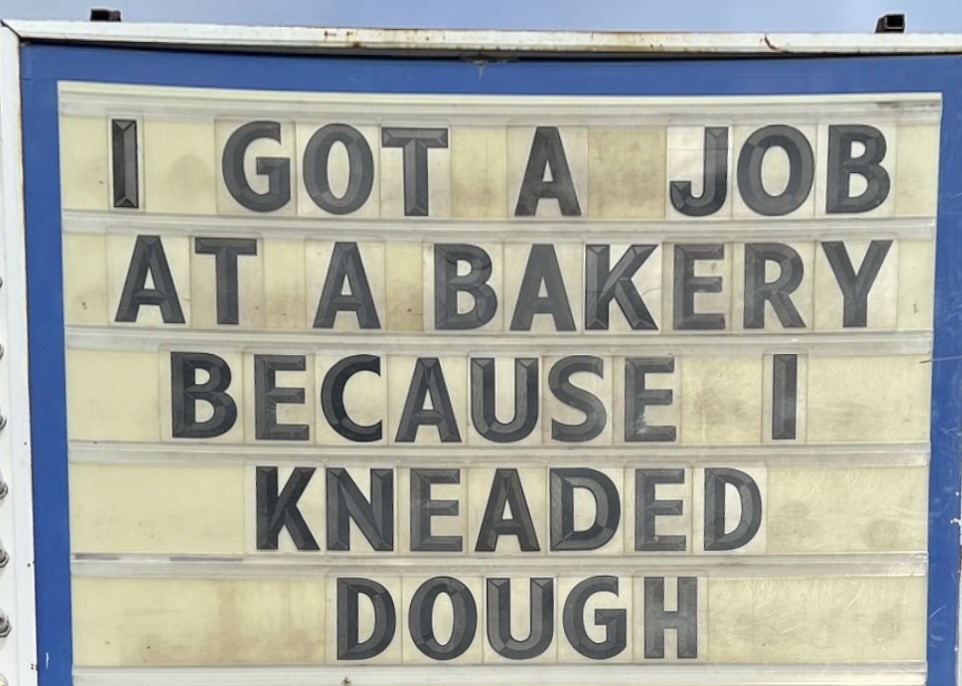 I GOT A JOB
AT A BAKERY
BECAUSE I
KNEADED
DOUGH